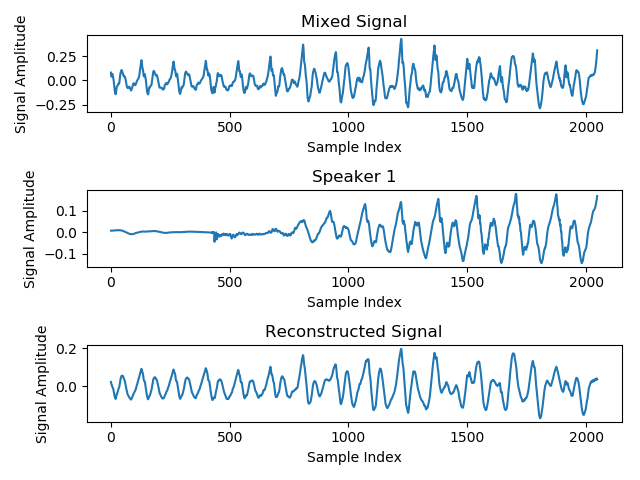 Mixed Signal
Signal Amplitude
0.25
0.00
−0.25
0 500 1000 1500 2000
Sample Index
Speaker 1
Signal Amplitude
0.1
0.0
−0.1
0 500 1000 1500 2000
Sample Index
Reconstructed Signal
Signal Amplitude
0.2
0.0
0 500 1000 1500 2000
Sample Index